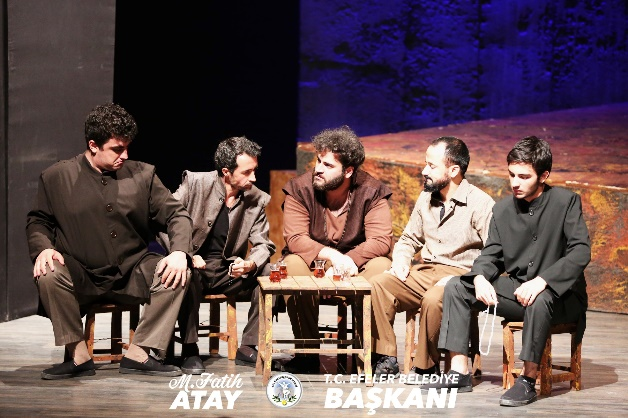 M. Fatih
ATAY
T.C. EFELER BELEDİYE
BAŞKANI